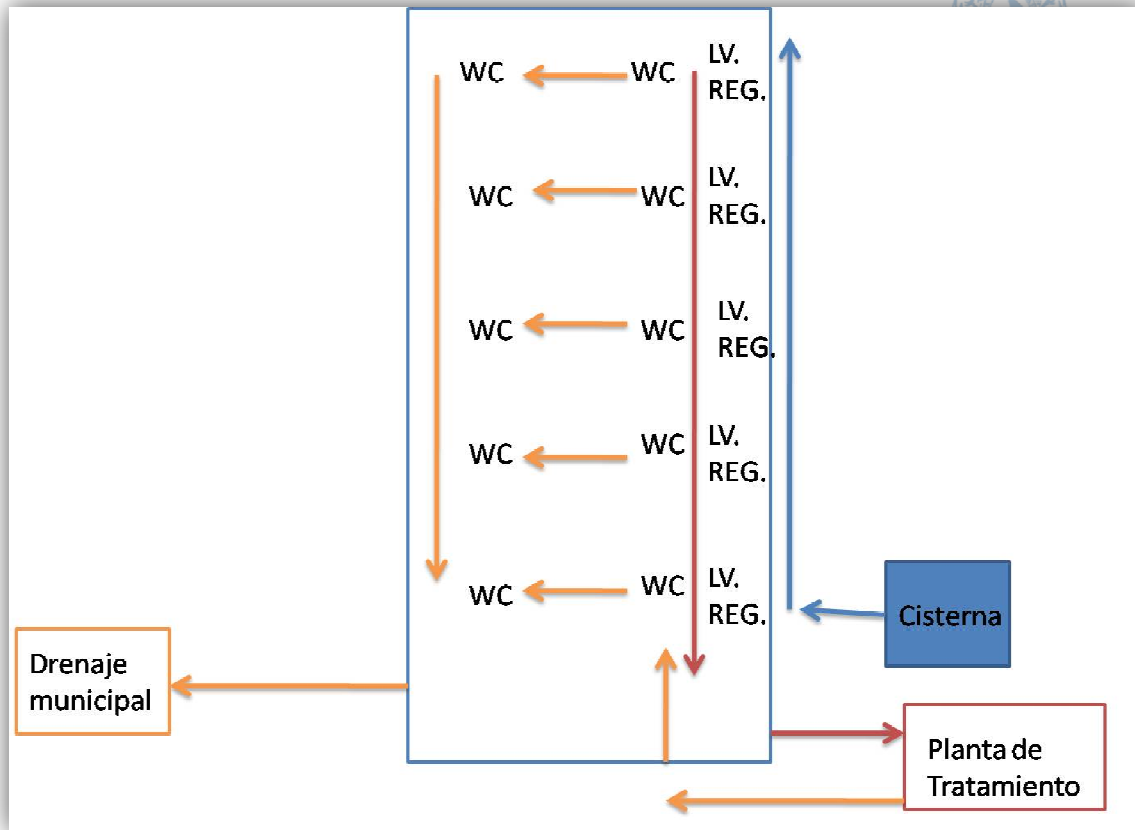 WC WC LV.
REG.
WC WC LV.
REG.
WC WC LV.
REG.
WC WC LV.
REG.
WC WC LV.
REG.
Cisterna
Drenaje
municipal
Planta de
Tratamiento